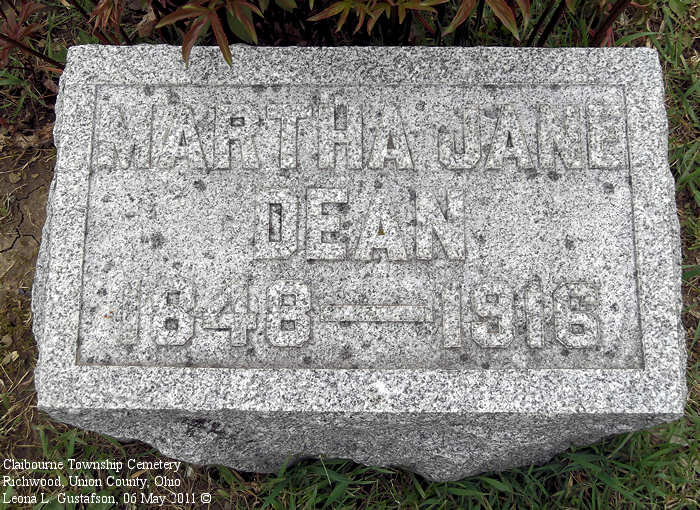 MARTHA JANE
DEAN
1848—1916
Claibourne Township Cemetery
Richwood, Union County, Ohio
Leona L. Gustafson, 06 May 2011 ©